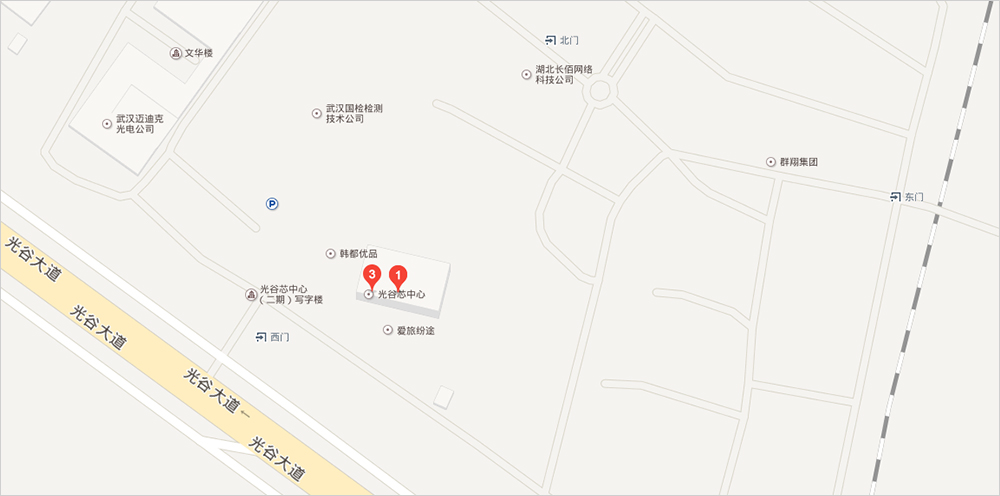 北门
文华楼
湖北长佰网络
科技公司
武汉国检检测
技术公司
武汉迈迪克
光电公司
群翔集团
东门
P
韩都优品
光谷大道
3
1
光谷芯中心
光谷芯中心
（二期）写字楼
西门
爱旅纷途
光谷大道
光谷大道
光谷大道